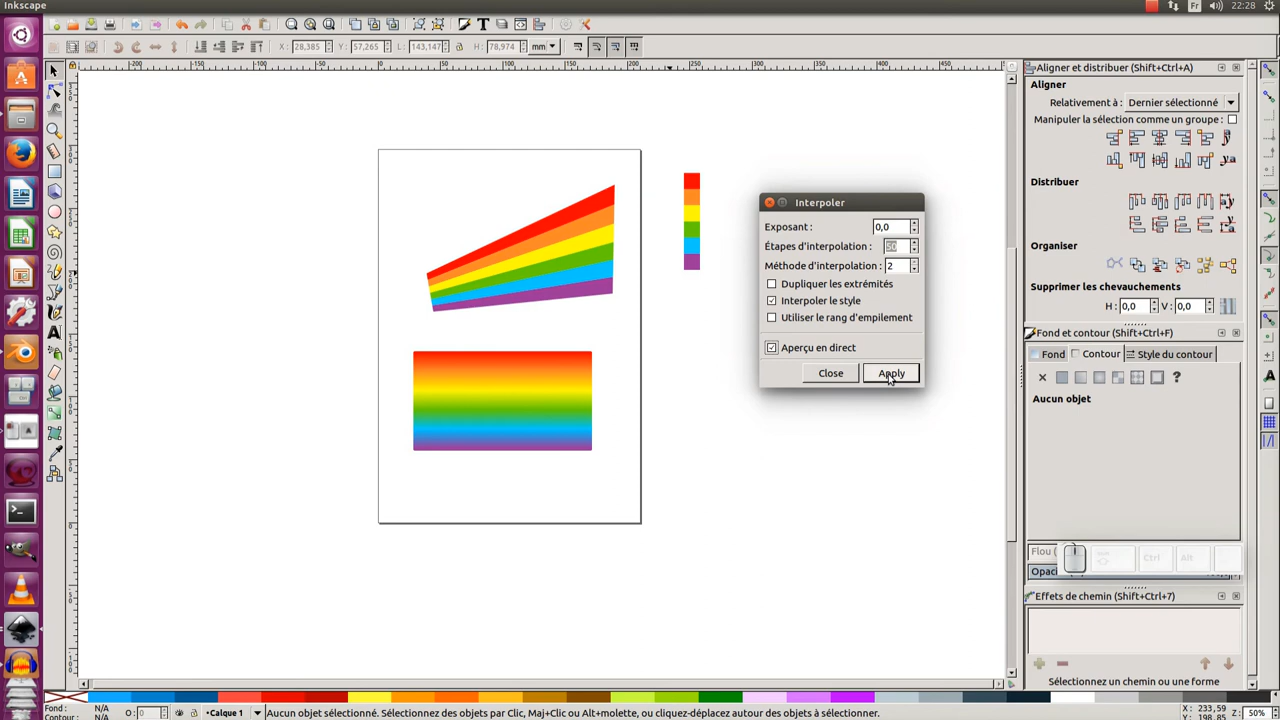 Inkscape
Fr
22:28
X: 28,385
Y: 57,265
L: 143,147
H: 78,974
mm
Aligner et distribuer (Shift+Ctrl+A)
Aligner
Relativement à : Dernier sélectionné
Manipuler la sélection comme un groupe :
Distribuer
Organiser
Supprimer les chevauchements
H : 0,0 V : 0,0
Fond et contour (Shift+Ctrl+F)
Fond Contour Style du contour
Aucun objet
Flou (
Ctrl Alt
Opac
Effets de chemin (Shift+Ctrl+7)
Sélectionnez un chemin ou une forme
Interpoler
Exposant : 0,0
Étapes d'interpolation : 50
Méthode d'interpolation : 2
Dupliquer les extrémités
Interpoler le style
Utiliser le rang d'empilement
Aperçu en direct
Close Apply
Fond : N/A
Contour : N/A
O: 0
Calque 1
Aucun objet sélectionné. Sélectionnez des objets par Clic, Maj+Clic ou Alt+molette, ou cliquez-déplacez autour des objets à sélectionner.
X: 233,59
Y: 198,85
Z: 50%